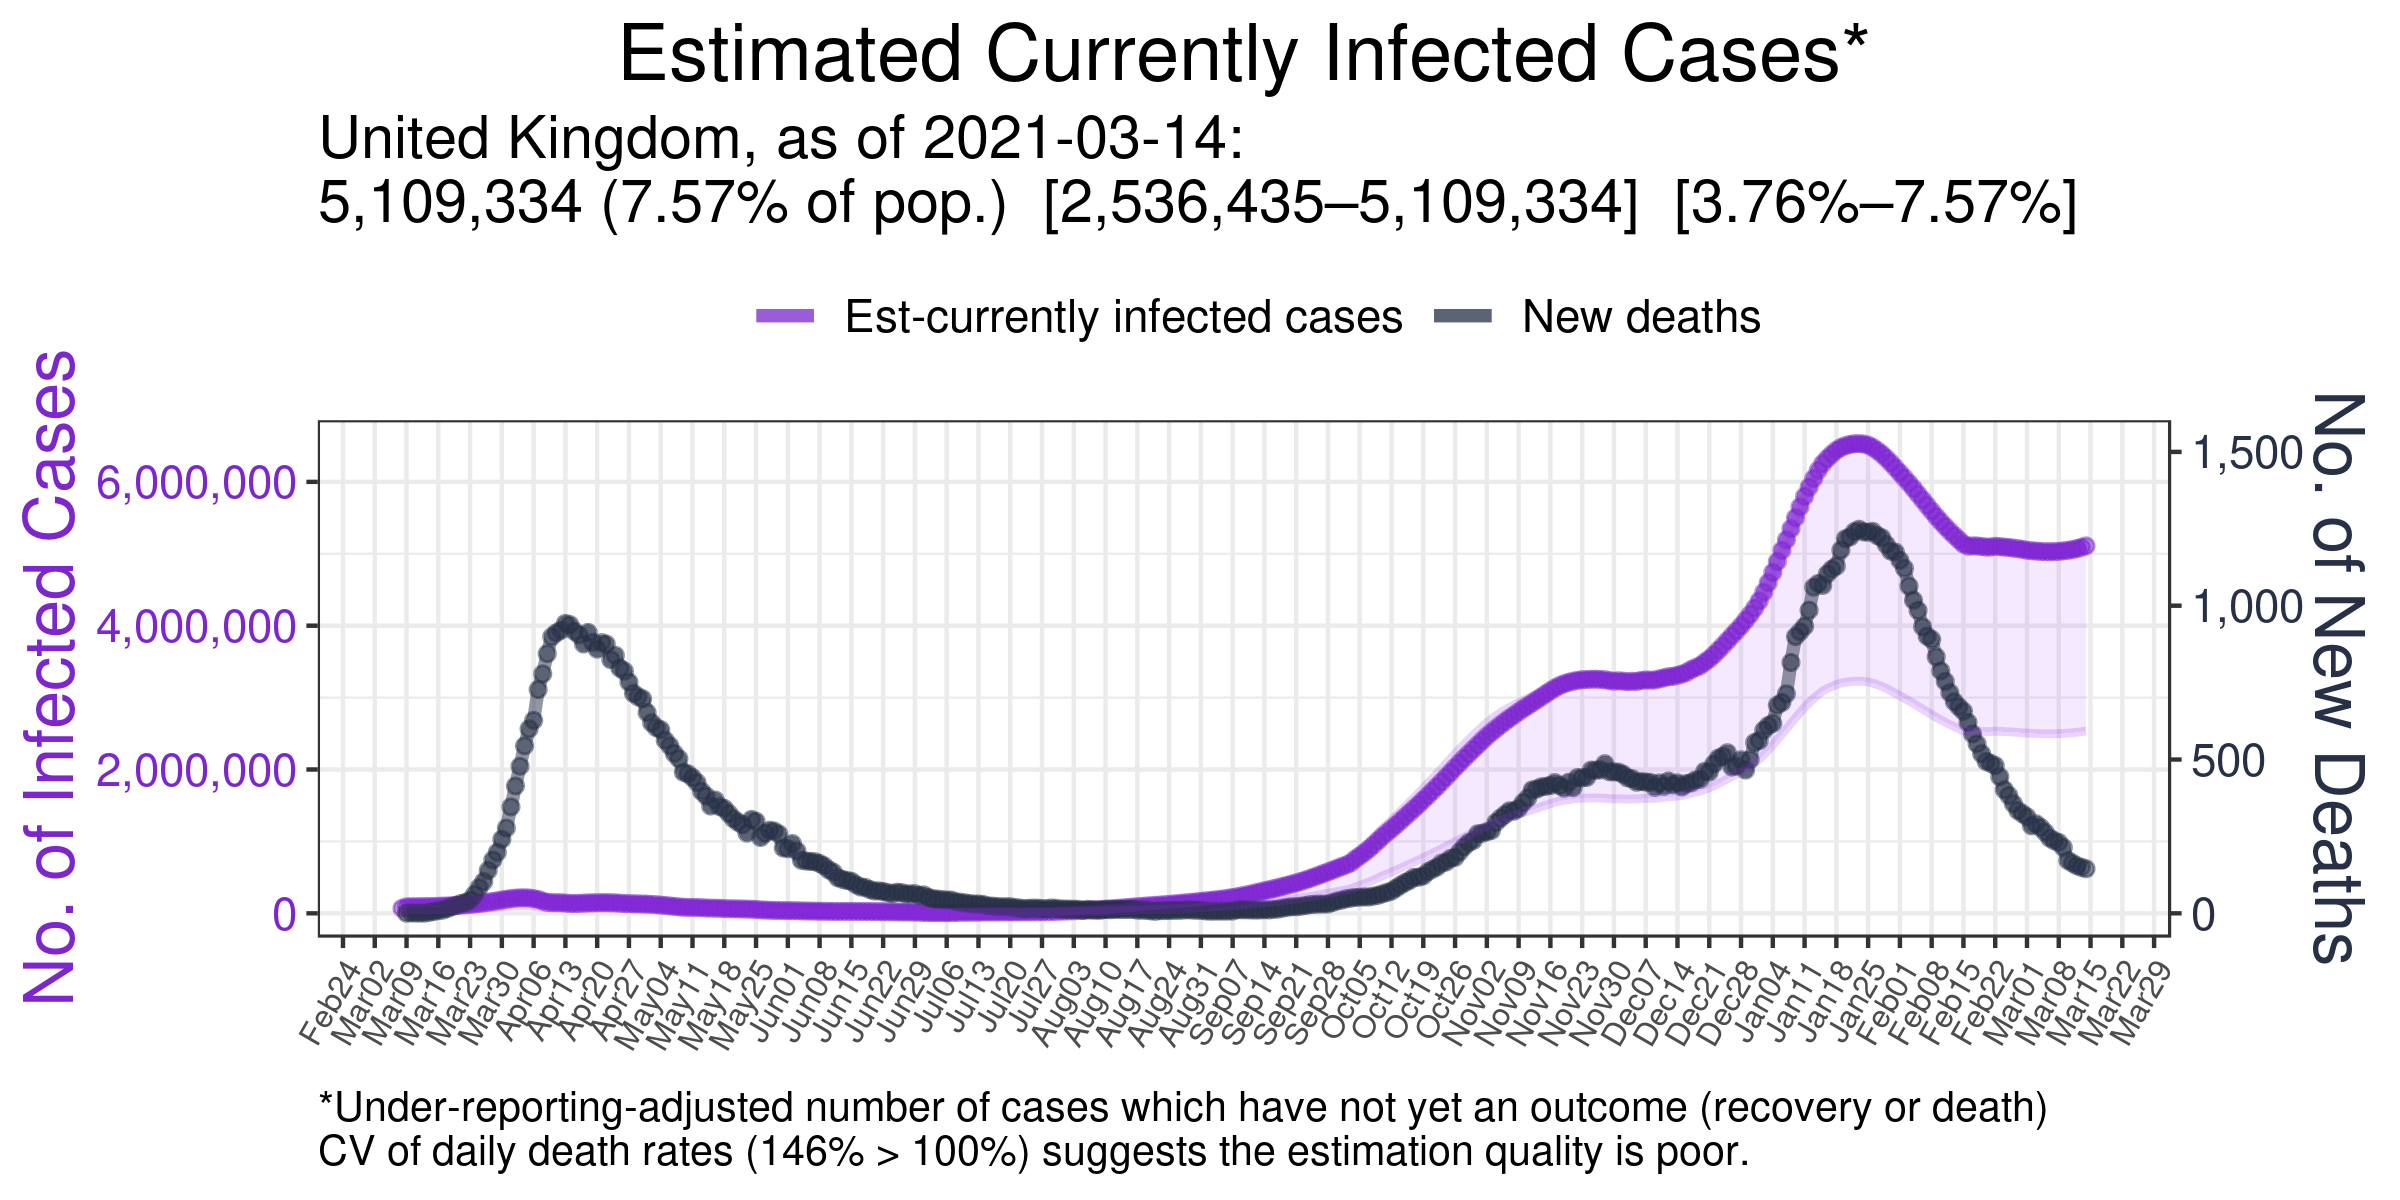 Estimated Currently Infected Cases*
United Kingdom, as of 2021-03-14:
5,109,334 (7.57% of pop.) [2,536,435–5,109,334] [3.76%–7.57%]
Est-currently infected cases New deaths
No. of Infected Cases
6,000,000
4,000,000
2,000,000
0
1,500
1,000
500
0
No. of New Deaths
Feb24 Mar02 Mar09 Mar16 Mar23 Mar30 Apr06 Apr13 Apr20 Apr27 May04 May11 May18 May25 Jun01 Jun08 Jun15 Jun22 Jun29 Jul06 Jul13 Jul20 Jul27 Aug03 Aug10 Aug17 Aug24 Aug31 Sep07 Sep14 Sep21 Sep28 Oct05 Oct12 Oct19 Oct26 Nov02 Nov09 Nov16 Nov23 Nov30 Dec07 Dec14 Dec21 Dec28 Jan04 Jan11 Jan18 Jan25 Feb01 Feb08 Feb15 Feb22 Mar01 Mar08 Mar15 Mar22 Mar29
*Under-reporting-adjusted number of cases which have not yet an outcome (recovery or death)
CV of daily death rates (146% > 100%) suggests the estimation quality is poor.